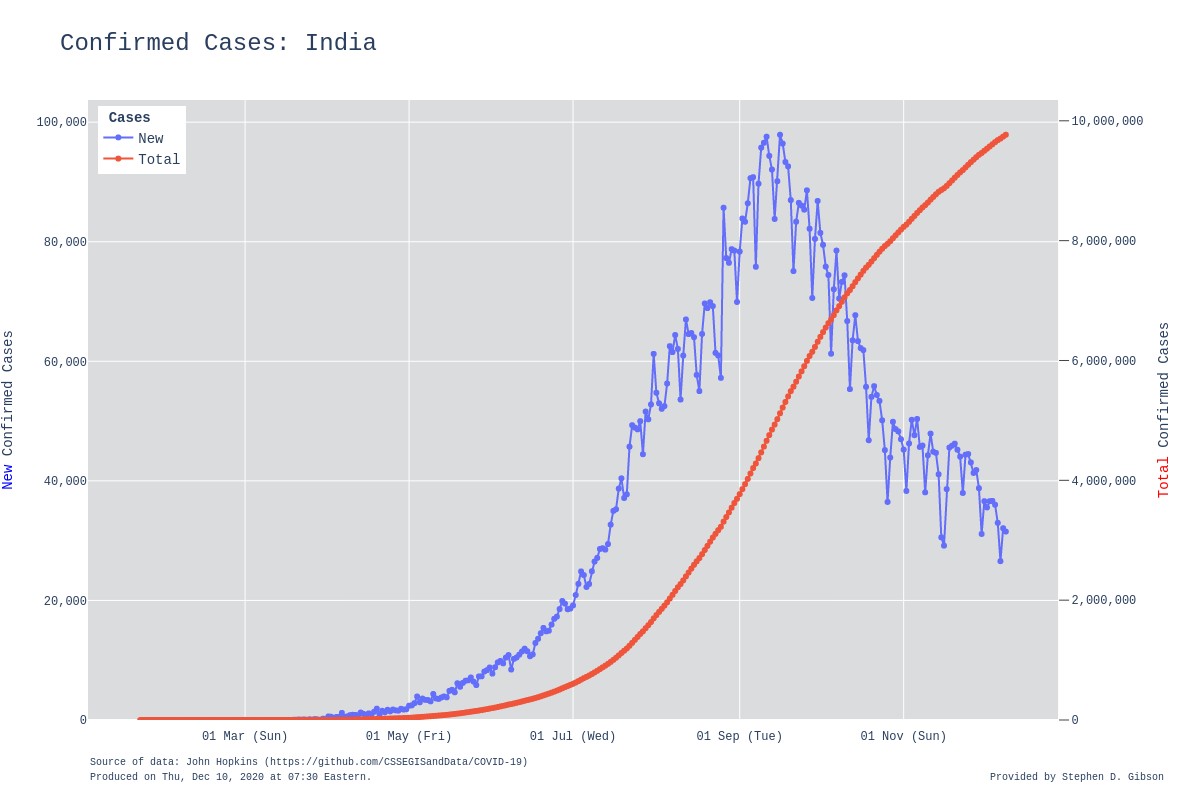 Confirmed Cases: India
Cases
New
Total
100,000
80,000
60,000
40,000
20,000
0
10,000,000
8,000,000
6,000,000
4,000,000
2,000,000
0
New Confirmed Cases
Total Confirmed Cases
01 Mar (Sun)
01 May (Fri)
01 Jul (Wed)
01 Sep (Tue)
01 Nov (Sun)
Source of data: John Hopkins (https://github.com/CSSEGISandData/COVID-19)
Produced on Thu, Dec 10, 2020 at 07:30 Eastern.
Provided by Stephen D. Gibson